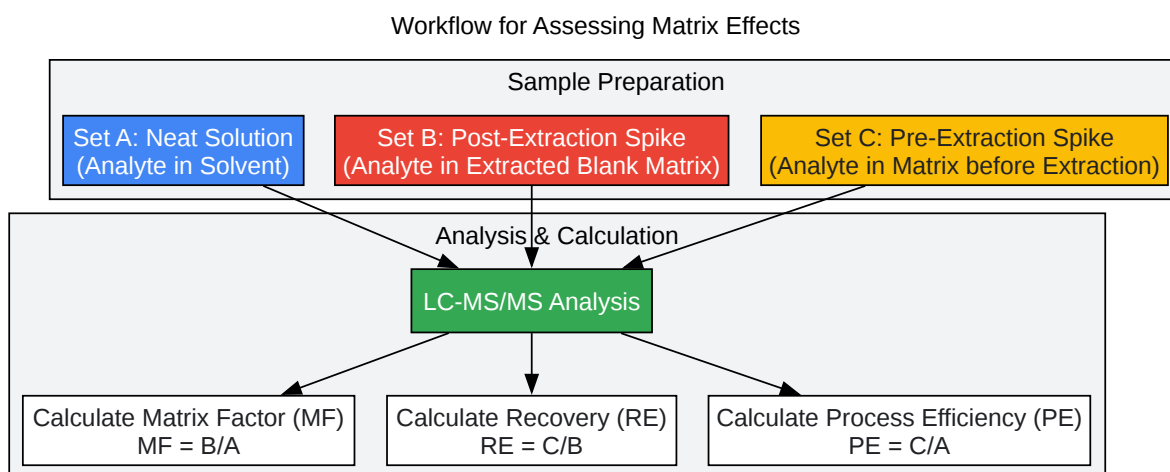 Workflow for Assessing Matrix Effects
Sample Preparation
Set A: Neat Solution
(Analyte in Solvent)
Set B: Post-Extraction Spike
(Analyte in Extracted Blank Matrix)
Set C: Pre-Extraction Spike
(Analyte in Matrix before Extraction)
Analysis & Calculation
LC-MS/MS Analysis
Calculate Matrix Factor (MF)
MF = B/A
Calculate Recovery (RE)
RE = C/B
Calculate Process Efficiency (PE)
PE = C/A